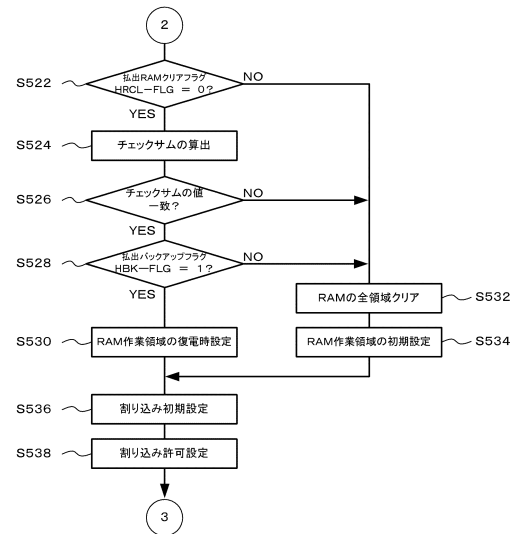 2
S522
払出RAMクリアフラグ
HRCL−FLG = 0?
NO
YES
S524
チェックサムの算出
S526
チェックサムの値
一致?
NO
YES
S528
払出バックアップフラグ
HBK−FLG = 1?
NO
YES
RAMの全領域クリア
S532
S530
RAM作業領域の復電時設定
RAM作業領域の初期設定
S534
S536
割り込み初期設定
S538
割り込み許可設定
3